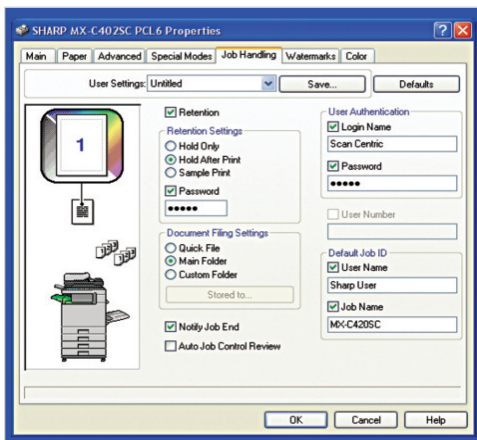 SHARP MX-C402SC PCL6 Properties
Main Paper Advanced Special Modes Job Handling Watermarks Color
User Settings: Untitled Save... Defaults
1
Retention
Retention Settings
Hold Only
Hold After Print
Sample Print
Password
•••••
Document Filing Settings
Quick File
Main Folder
Custom Folder
Stored to...
Notify Job End
Auto Job Control Review
User Authentication
Login Name
Scan Centric
Password
•••••
User Number
Default Job ID
User Name
Sharp User
Job Name
MX-C420SC
OK Cancel Help